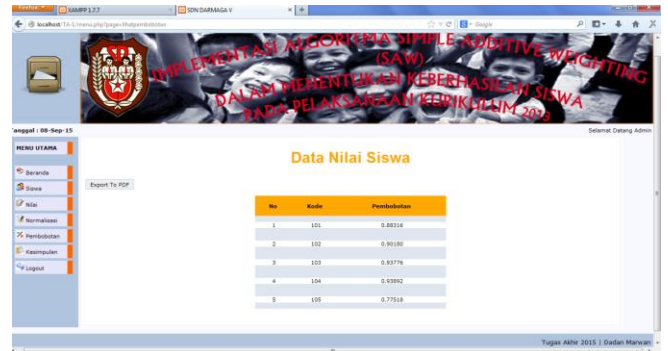 XAMPP 1.7.7
SDN DARMAGA V
localhost/TA-1/menu.php?page=lihatpembobotan
Google
IMPLEMENTASI ALGORITMA SIMPLE ADDITIVE WEIGHTING
(SAW)
DALAM MENENTUKAN KEBERHASILAN SISWA
PADA PELAKSANAAN KURIKULUM 2013
Tanggal : 08-Sep-15
Selamat Datang Admin
MENU UTAMA
Beranda
Siswa
Nilai
Normalisasi
Pembobotan
Kesimpulan
Logout
Data Nilai Siswa
Export To PDF
No Kode Pembobotan
1 101 0.88316
2 102 0.90180
3 103 0.93776
4 104 0.93892
5 105 0.77518
Tugas Akhir 2015 | Dadan Marwan